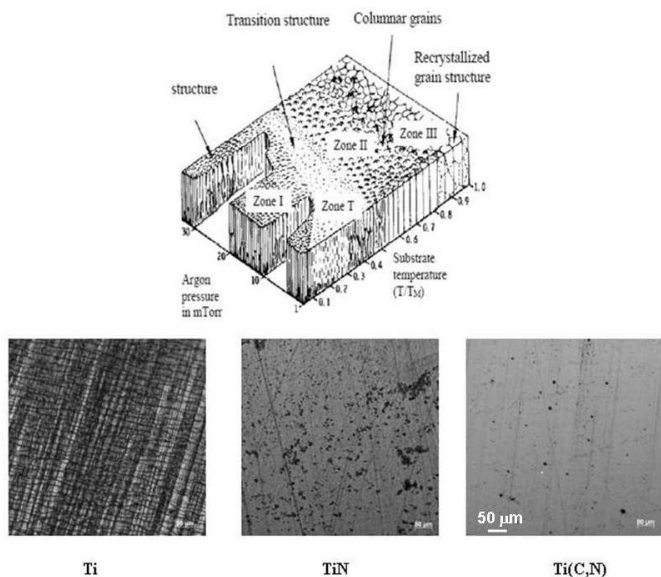 Transition structure
Columnar grains
Recrystallized
grain structure
structure
Zone II
Zone III
Zone I
Zone T
1.0
0.9
0.8
0.7
0.6
0.4
0.3
0.2
0.1
30
20
10
1
Substrate
temperature
(T/TM)
Argon
pressure
in mTorr
50 µm
Ti
TiN
Ti(C,N)